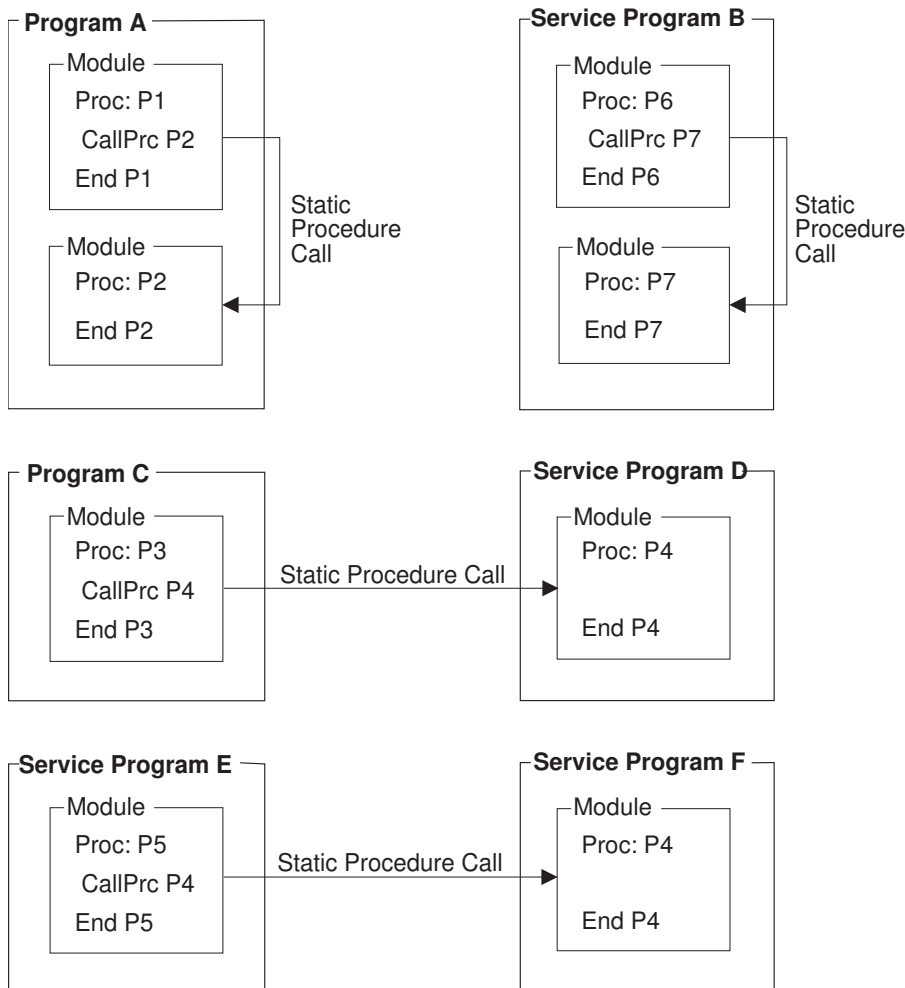 Program A
Module
Proc: P1
CallPrc P2
End P1
Static
Procedure
Call
Module
Proc: P2
End P2
Service Program B
Module
Proc: P6
CallPrc P7
End P6
Static
Procedure
Call
Module
Proc: P7
End P7
Program C
Module
Proc: P3
CallPrc P4
End P3
Static Procedure Call
Service Program D
Module
Proc: P4
End P4
Service Program E
Module
Proc: P5
CallPrc P4
End P5
Static Procedure Call
Service Program F
Module
Proc: P4
End P4